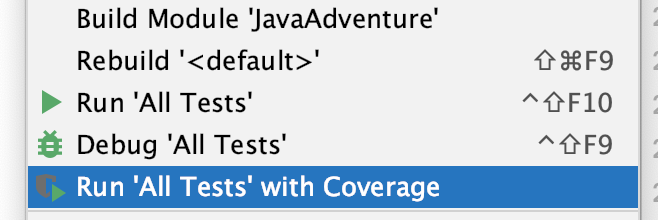 Build Module 'JavaAdventure'
Rebuild '<default>' ⇧⌘F9
Run 'All Tests' ^⇧F10
Debug 'All Tests' ^⇧F9
Run 'All Tests' with Coverage